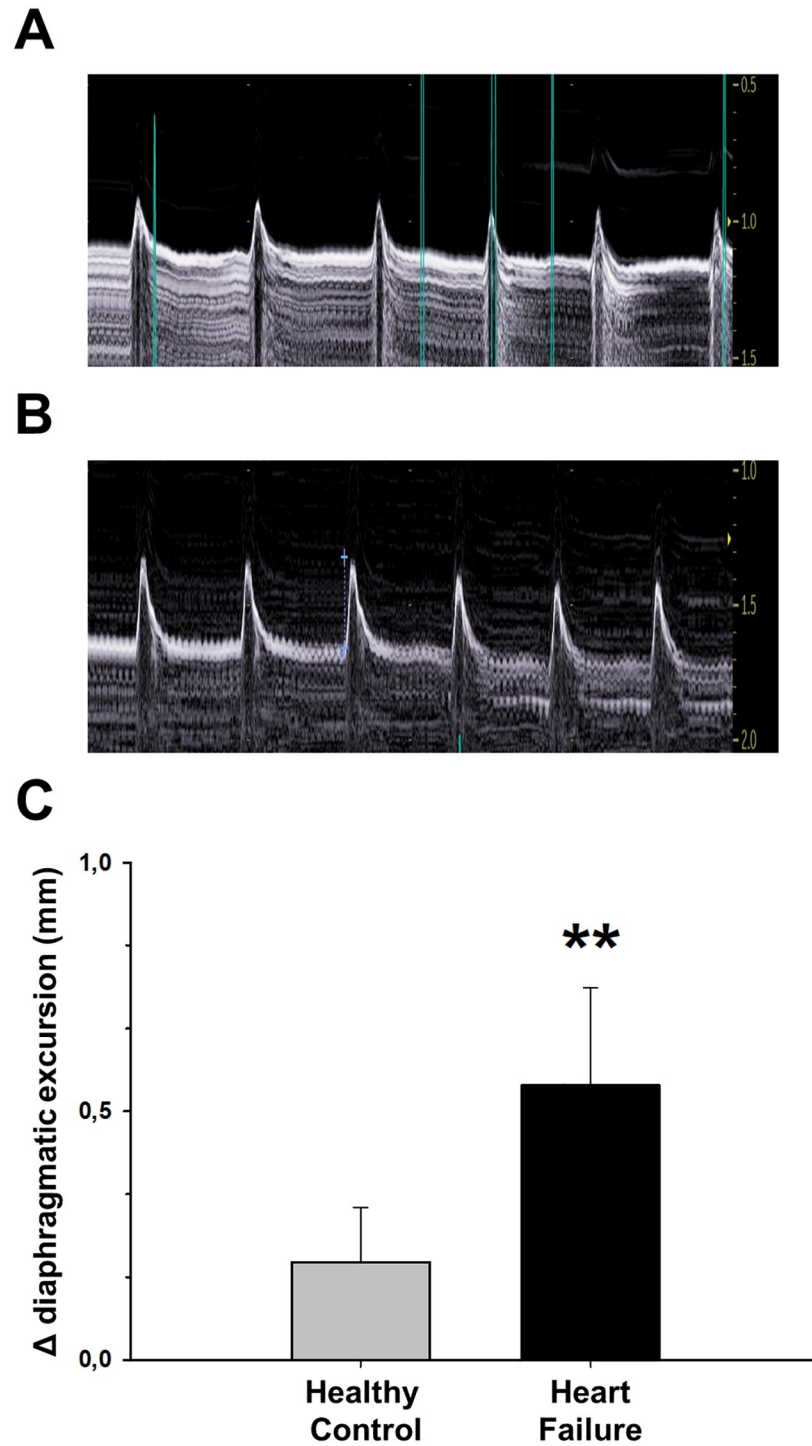 A
0.5
1.0
1.5
B
1.0
1.5
2.0
C
Δ diaphragmatic excursion (mm)
1,0
**
0,5
0,0
Healthy
Control
Heart
Failure